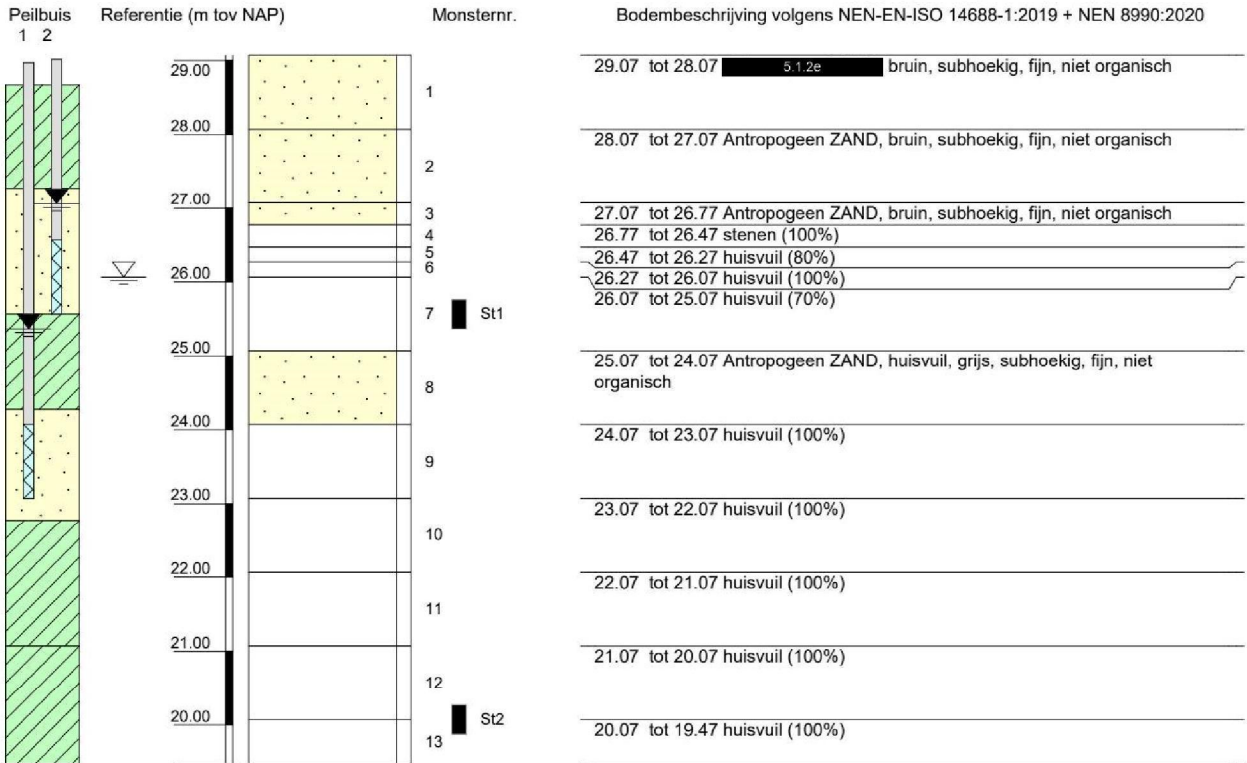 Peilbuis Referentie (m tov NAP) Monsternr. Bodembeschrijving volgens NEN-EN-ISO 14688-1:2019 + NEN 8990:2020
1 2
29.00 29.07 tot 28.07 5.1.2e bruin, subhoekig, fijn, niet organisch
1
28.00 28.07 tot 27.07 Antropogeen ZAND, bruin, subhoekig, fijn, niet organisch
2
27.00 3 27.07 tot 26.77 Antropogeen ZAND, bruin, subhoekig, fijn, niet organisch
4 26.77 tot 26.47 stenen (100%)
5 26.47 tot 26.27 huisvuil (80%)
26.00 6 26.27 tot 26.07 huisvuil (100%)
26.07 tot 25.07 huisvuil (70%)
7 St1
25.00 25.07 tot 24.07 Antropogeen ZAND, huisvuil, grijs, subhoekig, fijn, niet
8 organisch
24.00 24.07 tot 23.07 huisvuil (100%)
9
23.00 23.07 tot 22.07 huisvuil (100%)
10
22.00 22.07 tot 21.07 huisvuil (100%)
11
21.00 21.07 tot 20.07 huisvuil (100%)
12
20.00 St2 20.07 tot 19.47 huisvuil (100%)
13